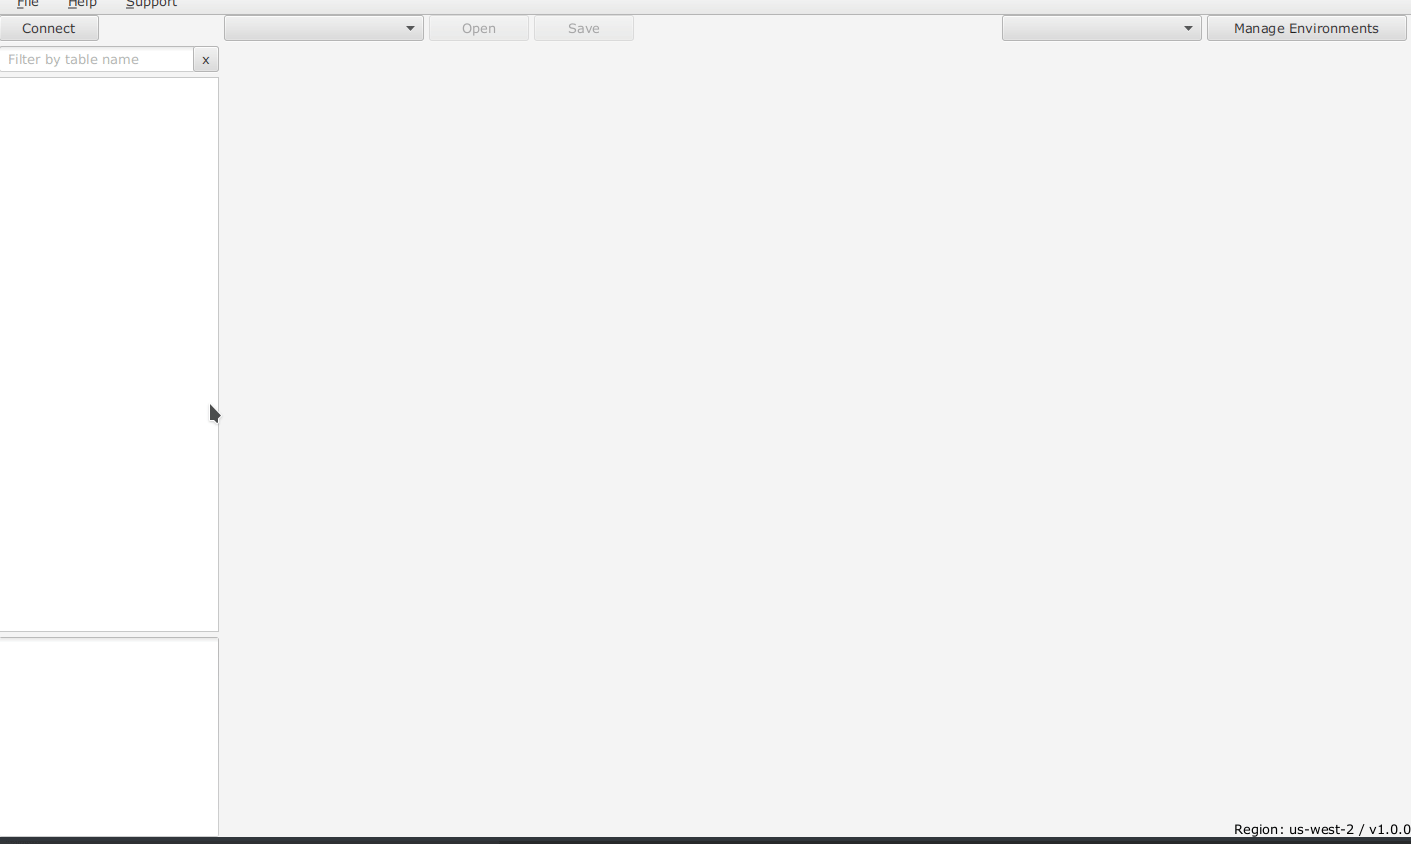 File Help Support
Connect Open Save Manage Environments
Filter by table name x
Region: us-west-2 / v1.0.0